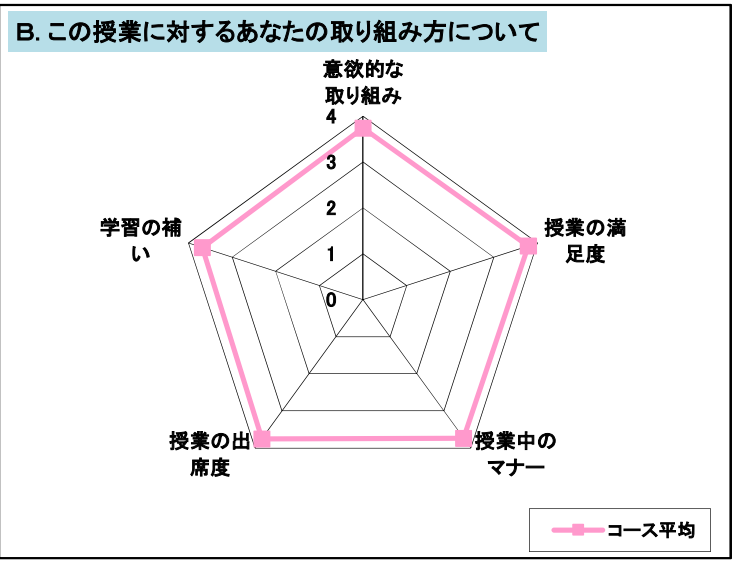 B. この授業に対するあなたの取り組み方について
意欲的な
取り組み
4
3
2
1
0
授業の満
足度
授業中の
マナー
授業の出
席度
学習の補
い
コース平均